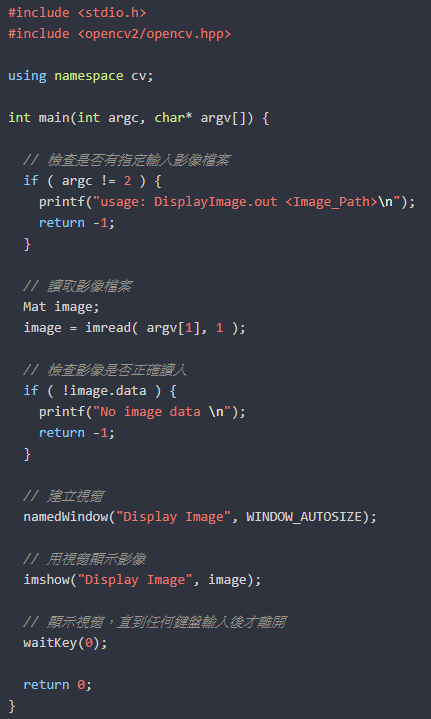 #include <stdio.h>
#include <opencv2/opencv.hpp>

using namespace cv;

int main(int argc, char* argv[]) {

  // 檢查是否有指定輸入影像檔案
  if ( argc != 2 ) {
    printf("usage: DisplayImage.out <Image_Path>\n");
    return -1;
  }

  // 讀取影像檔案
  Mat image;
  image = imread( argv[1], 1 );

  // 檢查影像是否正確讀入
  if ( !image.data ) {
    printf("No image data \n");
    return -1;
  }

  // 建立視窗
  namedWindow("Display Image", WINDOW_AUTOSIZE);

  // 用視窗顯示影像
  imshow("Display Image", image);

  // 顯示視窗，直到任何鍵盤輸入後才離開
  waitKey(0);

  return 0;
}